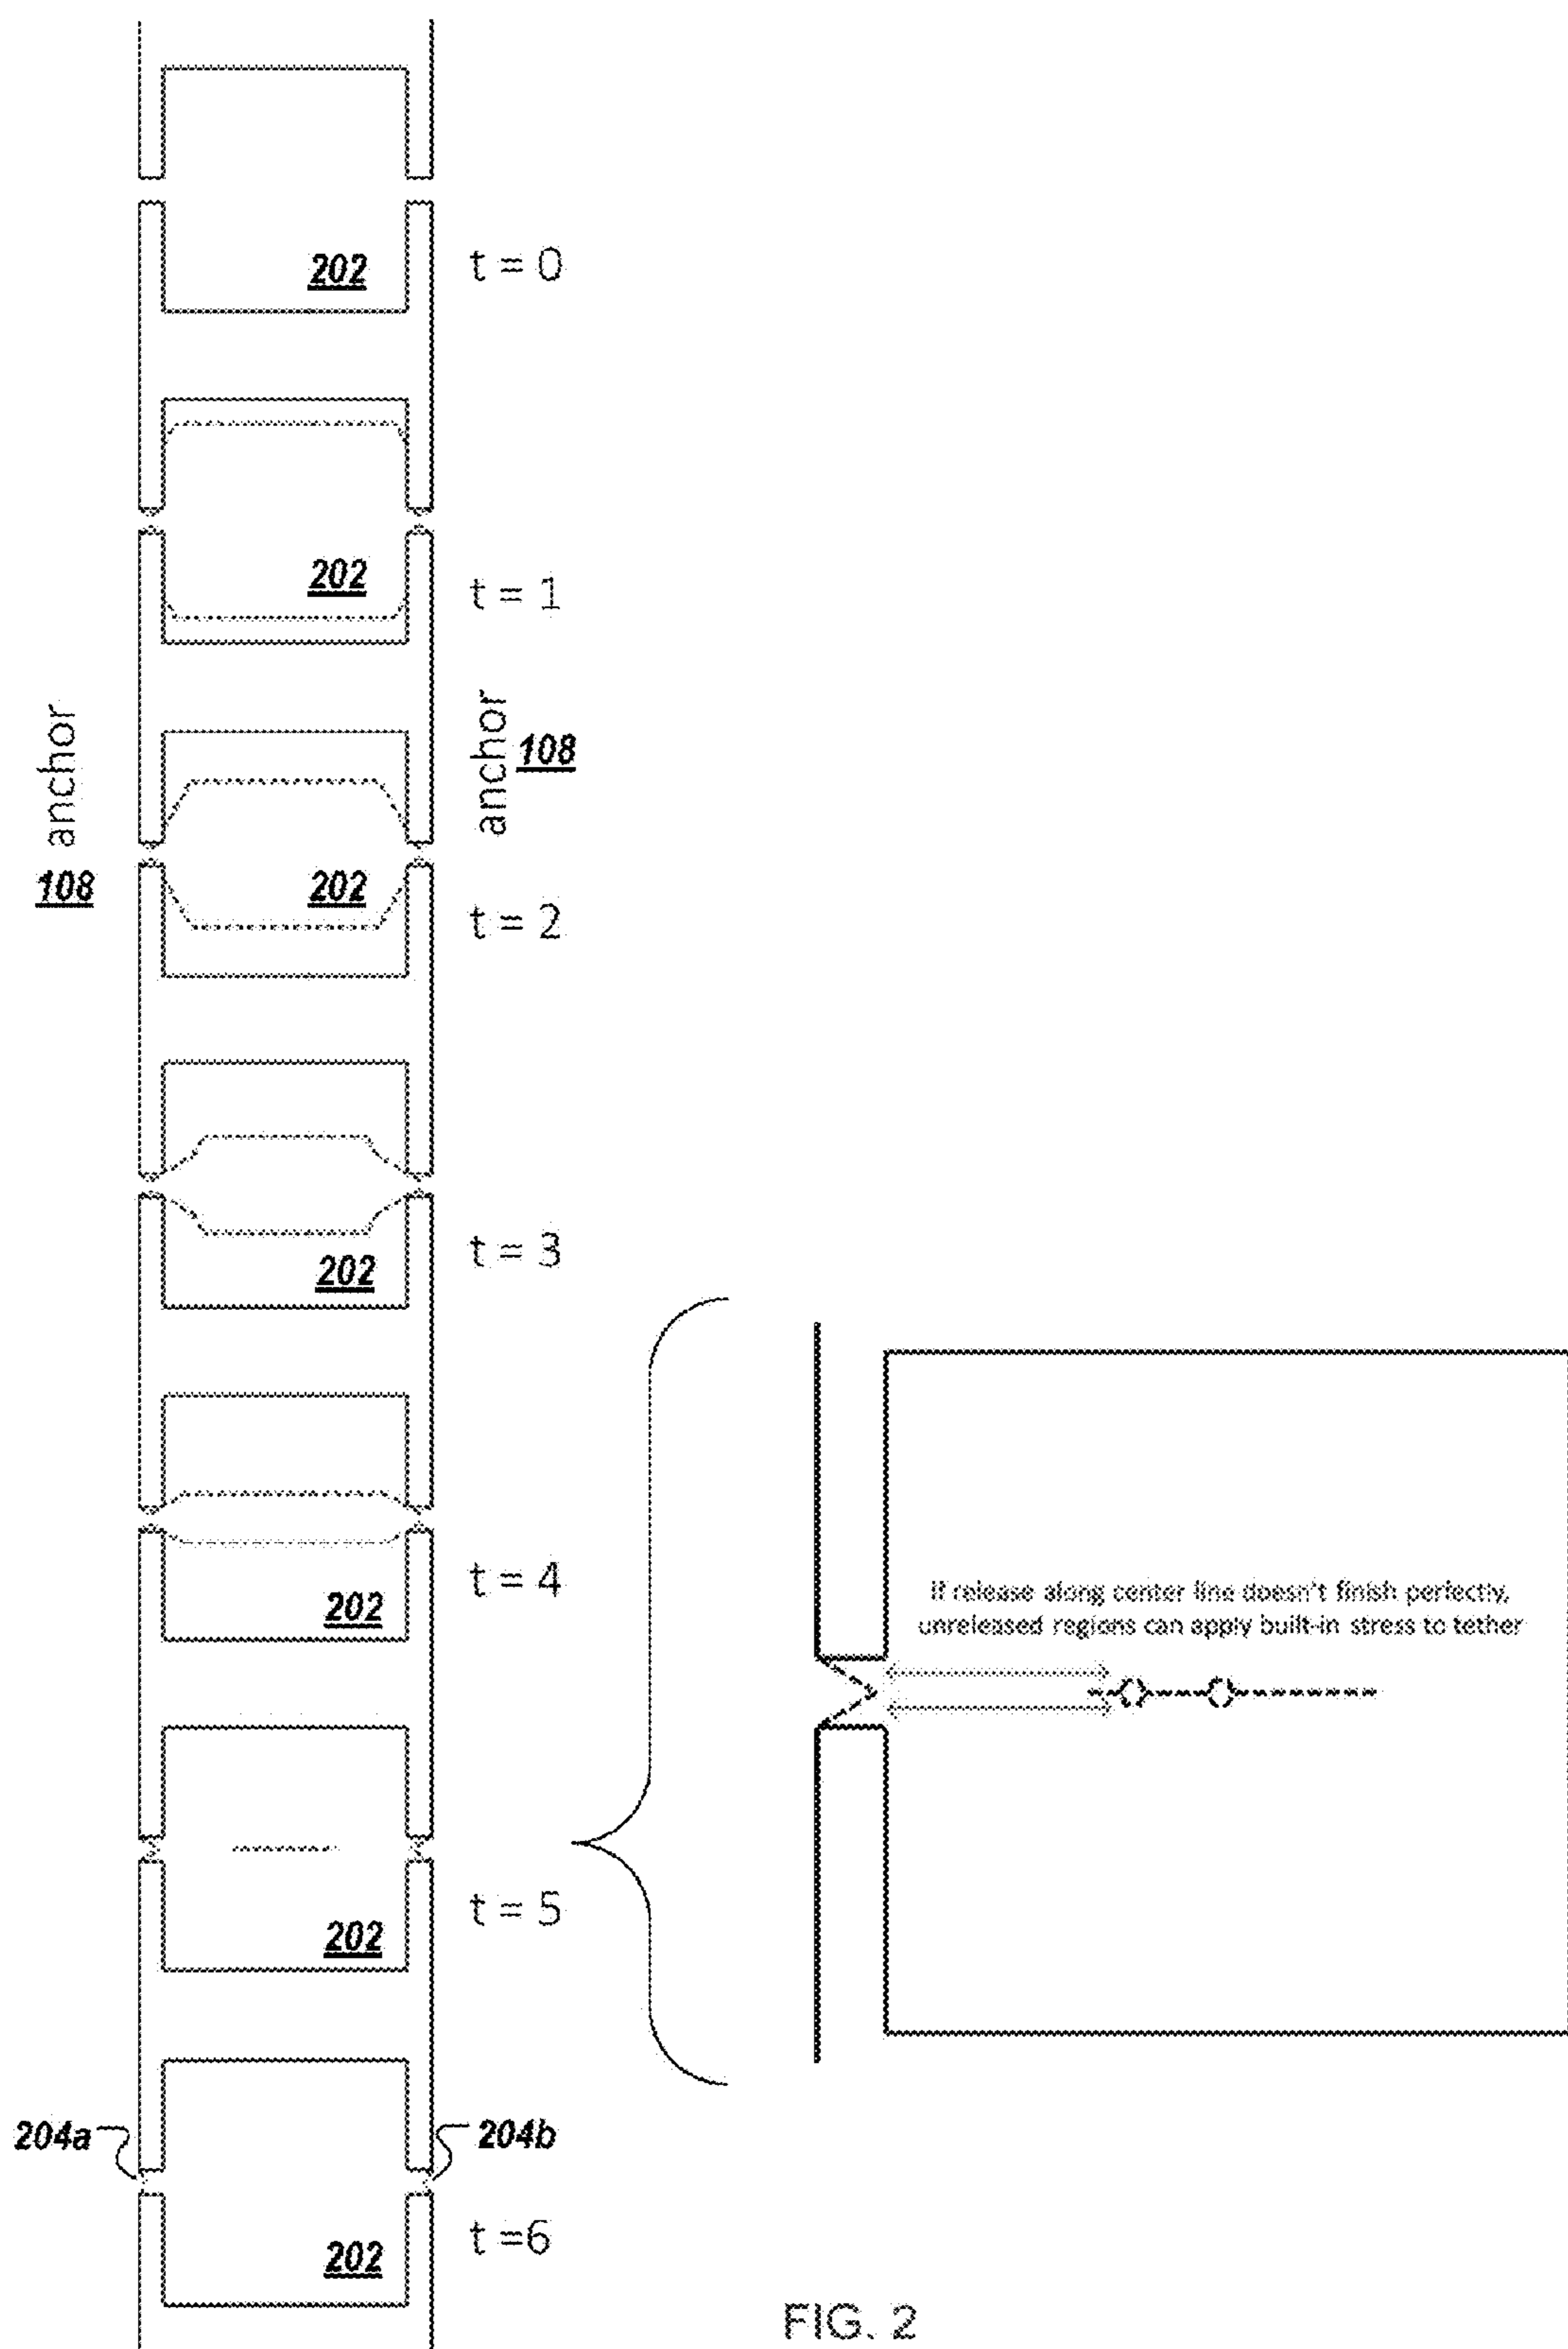 202
t = 0
202
t = 1
anchor
108
anchor
108
202
t = 2
202
t = 3
If release along center line doesn't finish perfectly,
unreleased regions can apply built-in stress to tether
202
t = 4
202
t = 5
204a
204b
202
t =6
FIG. 2